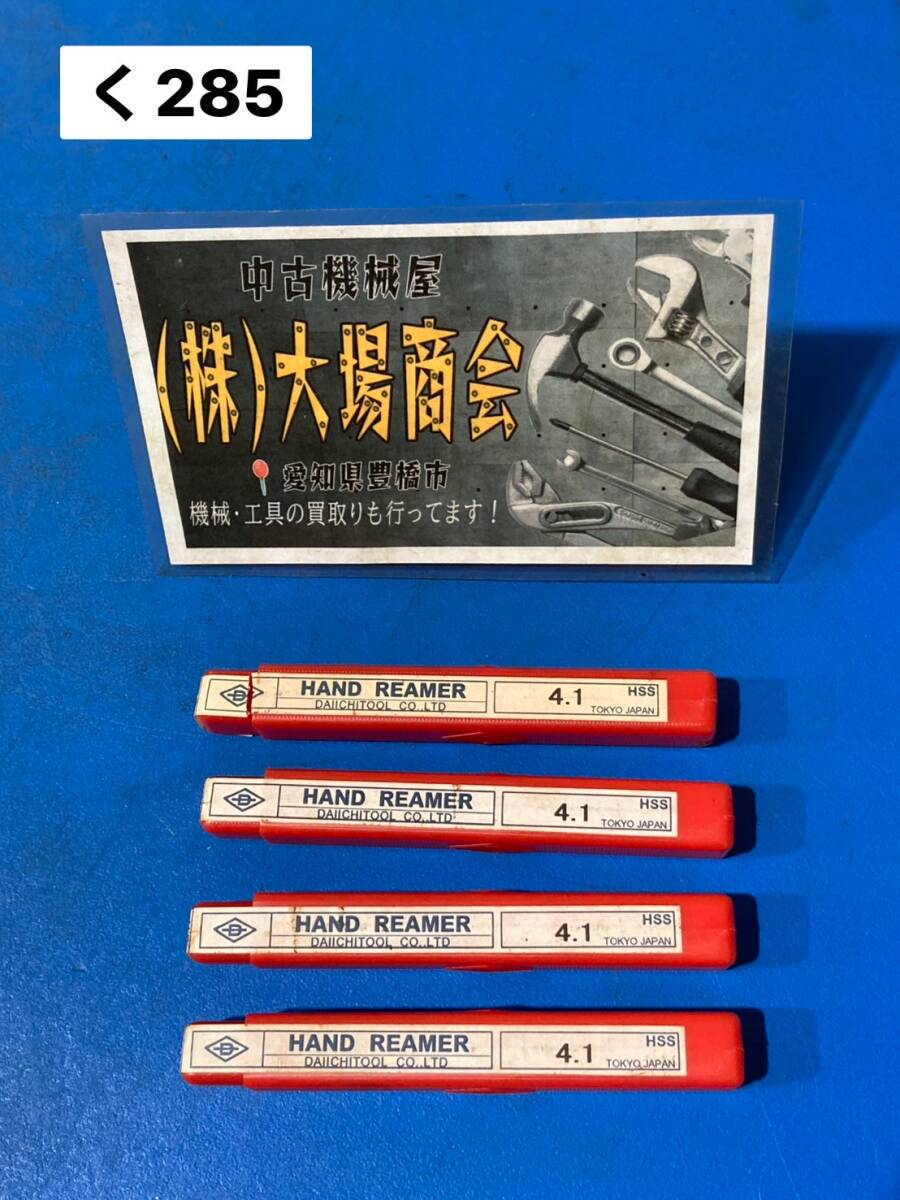 く285
中古機械屋
(株)大場商会
愛知県豊橋市
機械・工具の買取りも行ってます!
D HAND REAMER 4.1 HSS
DAIICHITOOL CO.,LTD TOKYO JAPAN
D HAND REAMER 4.1 HSS
DAIICHITOOL CO.,LTD TOKYO JAPAN
D HAND REAMER 4.1 HSS
DAIICHITOOL CO.,LTD TOKYO JAPAN
D HAND REAMER 4.1 HSS
DAIICHITOOL CO.,LTD TOKYO JAPAN